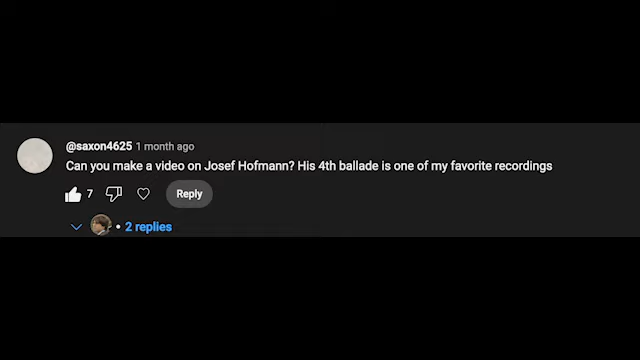 @saxon4625 1 month ago
Can you make a video on Josef Hofmann? His 4th ballade is one of my favorite recordings
7 Reply
• 2 replies